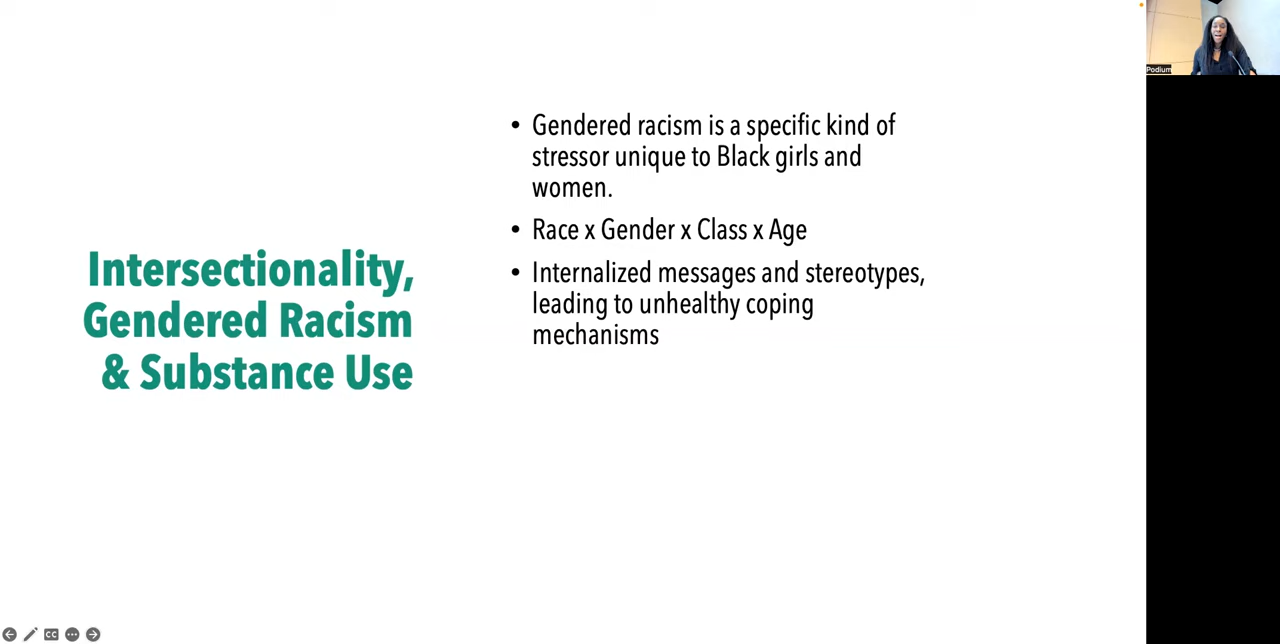 Podium
Intersectionality,
Gendered Racism
& Substance Use
• Gendered racism is a specific kind of
stressor unique to Black girls and
women.
• Race x Gender x Class x Age
• Internalized messages and stereotypes,
leading to unhealthy coping
mechanisms
CC